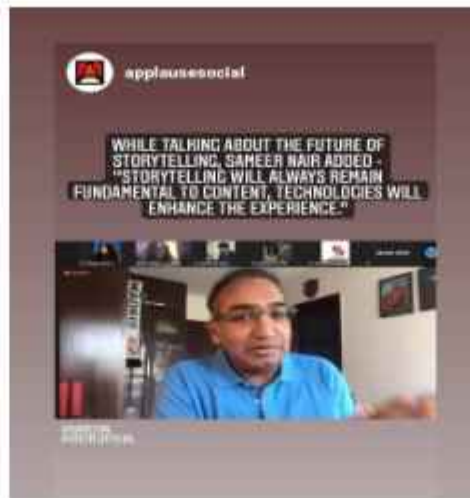 applausesocial
WHILE TALKING ABOUT THE FUTURE OF
STORYTELLING, SAMEER NAIR ADDED -
"STORYTELLING WILL ALWAYS REMAIN
FUNDAMENTAL TO CONTENT, TECHNOLOGIES WILL
ENHANCE THE EXPERIENCE."